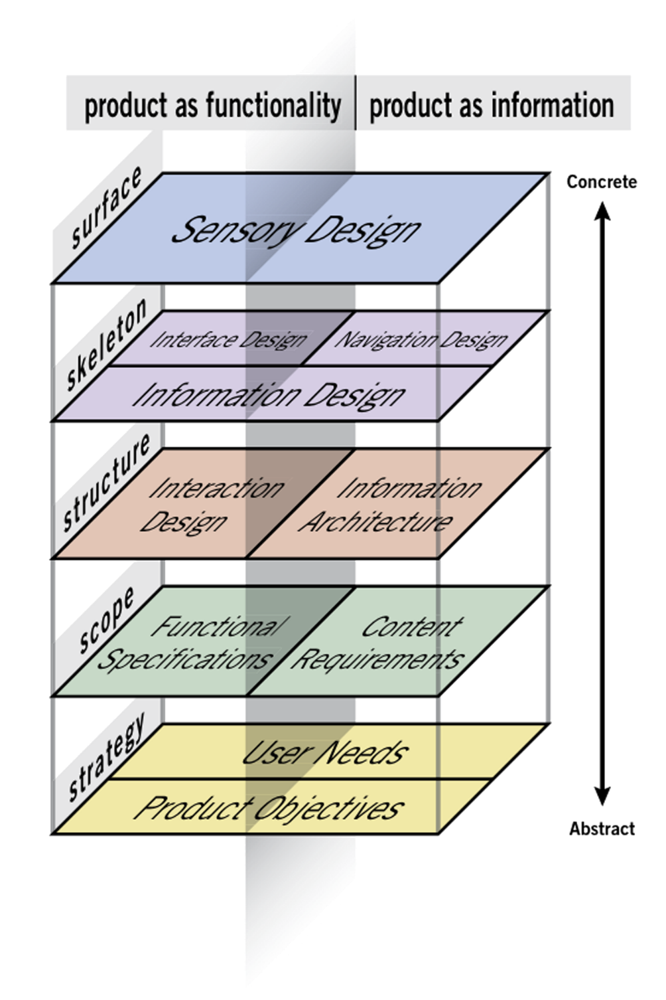 product as functionality
product as information
surface
Sensory Design
Concrete
skeleton
Interface Design
Navigation Design
Information Design
structure
Interaction
Design
Information
Architecture
scope
Functional
Specifications
Content
Requirements
strategy
User Needs
Product Objectives
Abstract